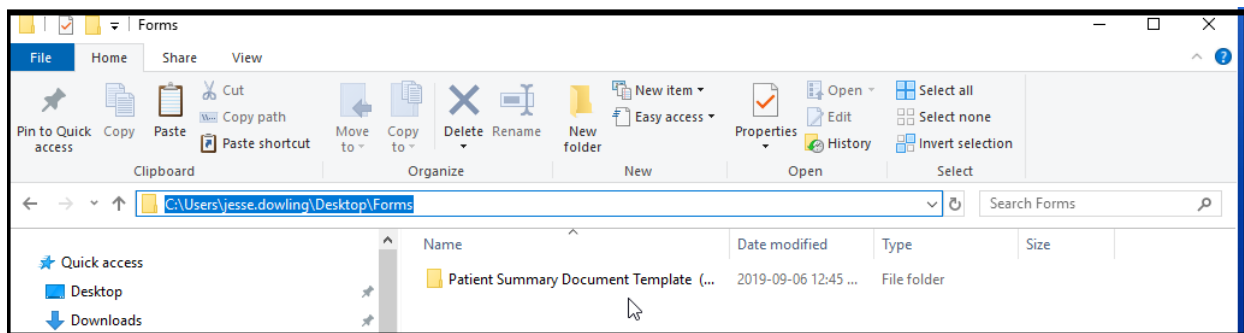 Forms
File Home Share View
Pin to Quick access
Copy
Paste
Cut
Copy path
Paste shortcut
Clipboard
Move to
Copy to
Delete
Rename
Organize
New folder
New item
Easy access
New
Properties
Open
Edit
History
Open
Select all
Select none
Invert selection
Select
C:\Users\jesse.dowling\Desktop\Forms
Search Forms
Quick access
Desktop
Downloads
Name Date modified Type Size
Patient Summary Document Template (... 2019-09-06 12:45 ... File folder